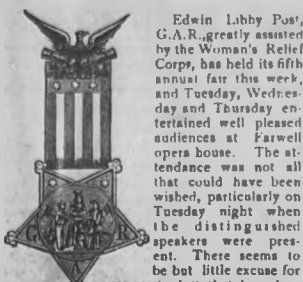 Edwin Libby Post,
G.A.R., greatly assisted
by the Woman's Relief
Corps, has held its fifth
annual fair this week,
and Tuesday, Wednes-
day and Thursday en-
tertained well pleased
audiences at Farwell
opera house. The at-
tendance was not all
that could have been
wished, particularly on
Tuesday night when
the distinguished
speakers were pres-
ent. There seems to
be but little excuse for
G A R